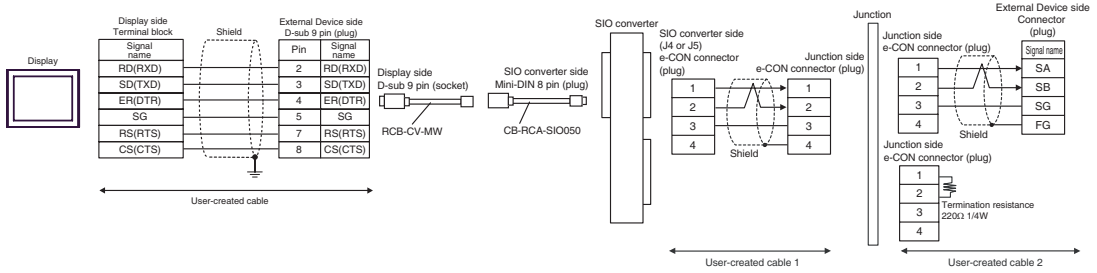 Display
Display side
Terminal block
Signal
name
RD(RXD)
SD(TXD)
ER(DTR)
SG
RS(RTS)
CS(CTS)
Shield
External Device side
D-sub 9 pin (plug)
Pin
Signal
name
2 RD(RXD)
3 SD(TXD)
4 ER(DTR)
5 SG
7 RS(RTS)
8 CS(CTS)
User-created cable
Display side
D-sub 9 pin (socket)
RCB-CV-MW
SIO converter side
Mini-DIN 8 pin (plug)
CB-RCA-SIO050
SIO converter
SIO converter side
(J4 or J5)
e-CON connector
(plug)
1
2
3
4
Shield
Junction side
e-CON connector (plug)
1
2
3
4
User-created cable 1
Junction
Junction side
e-CON connector (plug)
1
2
3
4
Shield
External Device side
Connector
(plug)
Signal name
SA
SB
SG
FG
Junction side
e-CON connector (plug)
1
2
3
4
Termination resistance
220Ω 1/4W
User-created cable 2